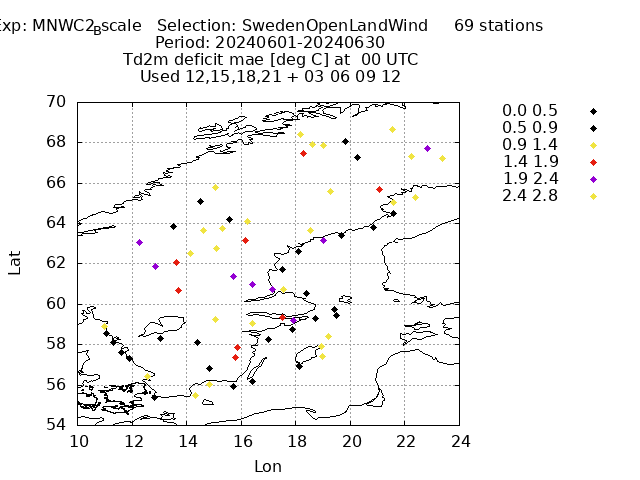 Exp: MNWC2Bscale   Selection: SwedenOpenLandWind     69 stations
Period: 20240601-20240630
Td2m deficit mae [deg C] at  00 UTC
Used 12,15,18,21 + 03 06 09 12
0.0 0.5
0.5 0.9
0.9 1.4
1.4 1.9
1.9 2.4
2.4 2.8
70
68
66
64
62
60
58
56
54
Lat
10 12 14 16 18 20 22 24
Lon